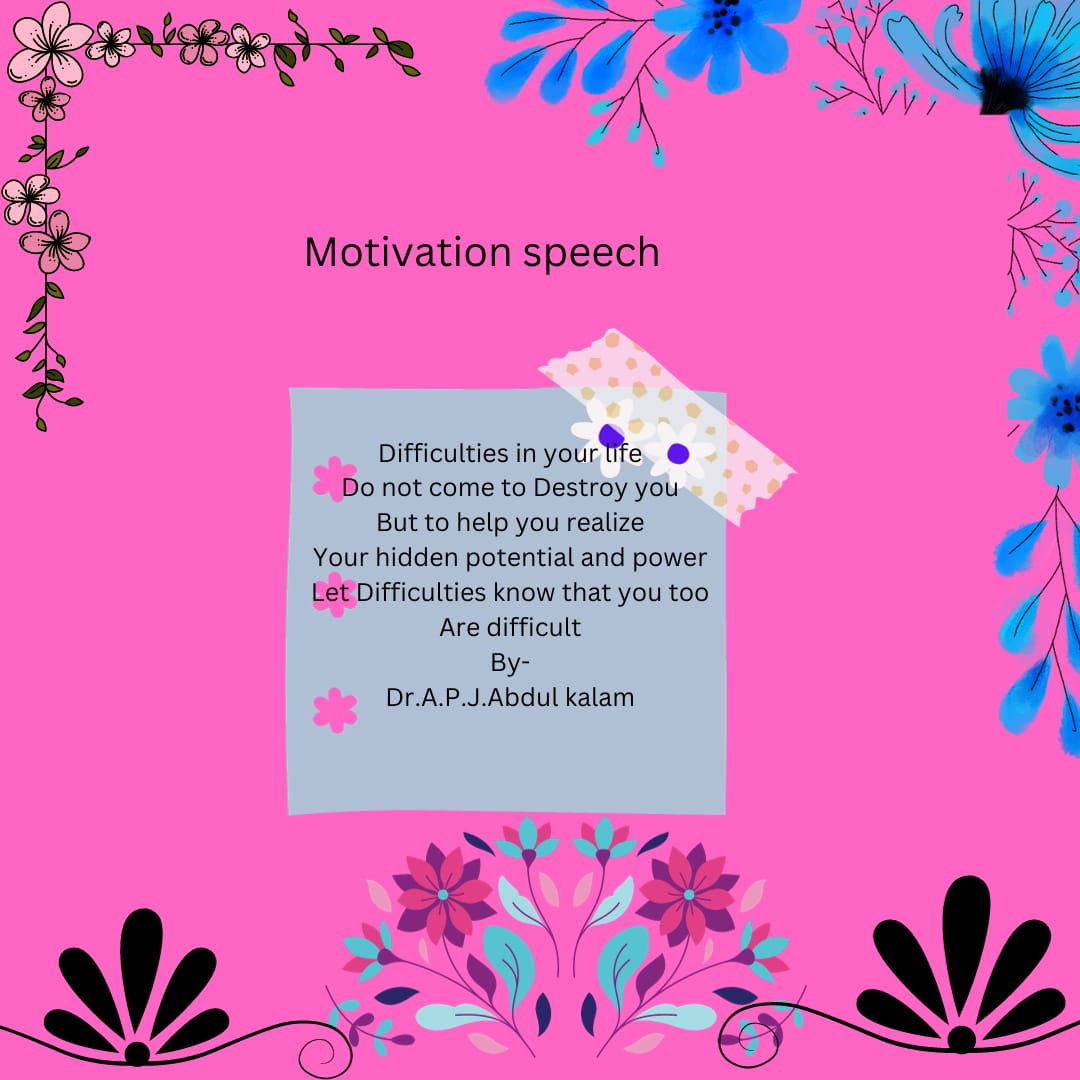 Motivation speech
Difficulties in your life
Do not come to Destroy you
But to help you realize
Your hidden potential and power
Let Difficulties know that you too
Are difficult
By-
Dr.A.P.J.Abdul kalam